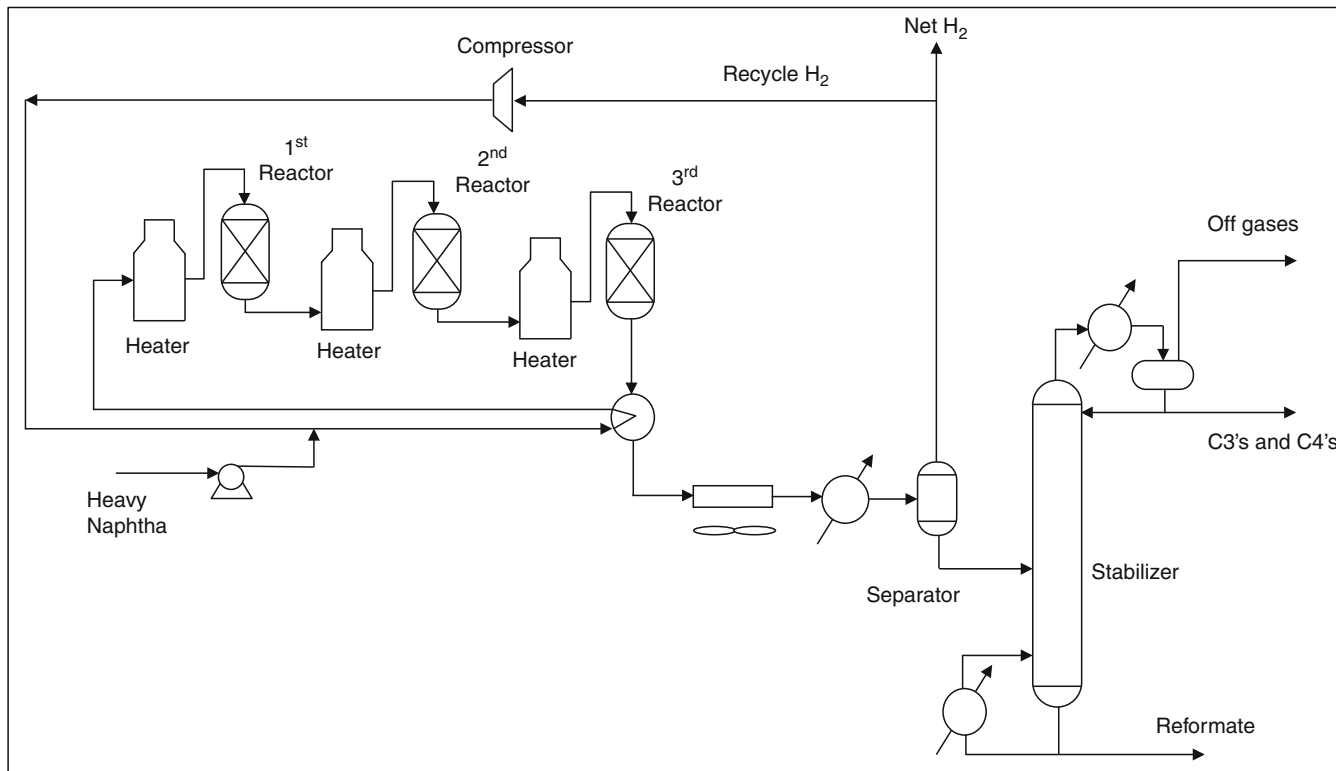 Net H₂
Compressor
Recycle H₂
1ˢᵗ
Reactor
2ⁿᵈ
Reactor
3ʳᵈ
Reactor
Off gases
Heater
Heater
Heater
C3's and C4's
Heavy
Naphtha
Separator
Stabilizer
Reformate